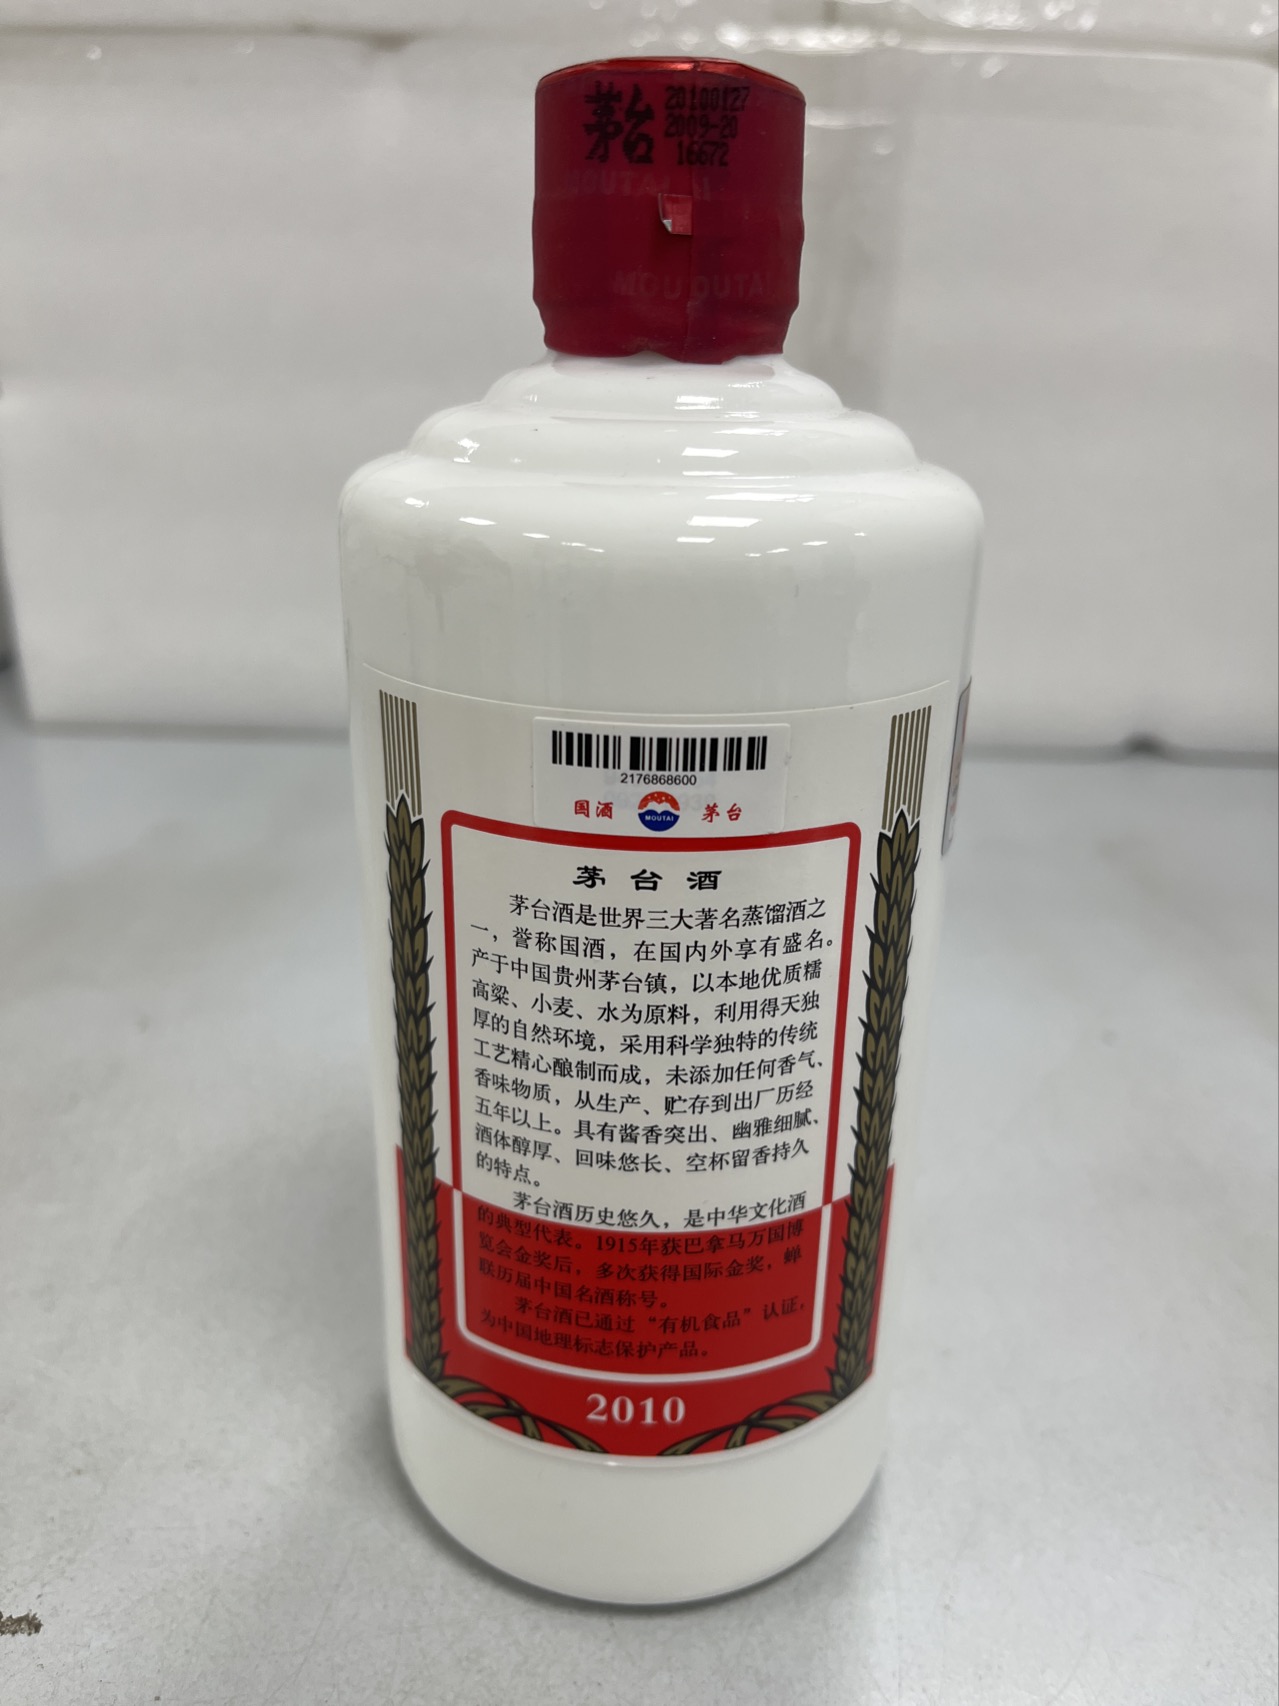 茅台
20100127
2009-20
16672
MOUTAI
MOU OUTAI
2176868600
国酒 MOUTAI 茅台
茅台酒
茅台酒是世界三大著名蒸馏酒之
一，誉称国酒，在国内外享有盛名。
产于中国贵州茅台镇，以本地优质糯
高粱、小麦、水为原料，利用得天独
厚的自然环境，采用科学独特的传统
工艺精心酿制而成，未添加任何香气、
香味物质，从生产、贮存到出厂历经
五年以上。具有酱香突出、幽雅细腻、
酒体醇厚、回味悠长、空杯留香持久
的特点。
茅台酒历史悠久，是中华文化酒
的典型代表。1915年获巴拿马万国博
览会金奖后，多次获得国际金奖，蝉
联历届中国名酒称号。
茅台酒已通过“有机食品”认证，
为中国地理标志保护产品。
2010